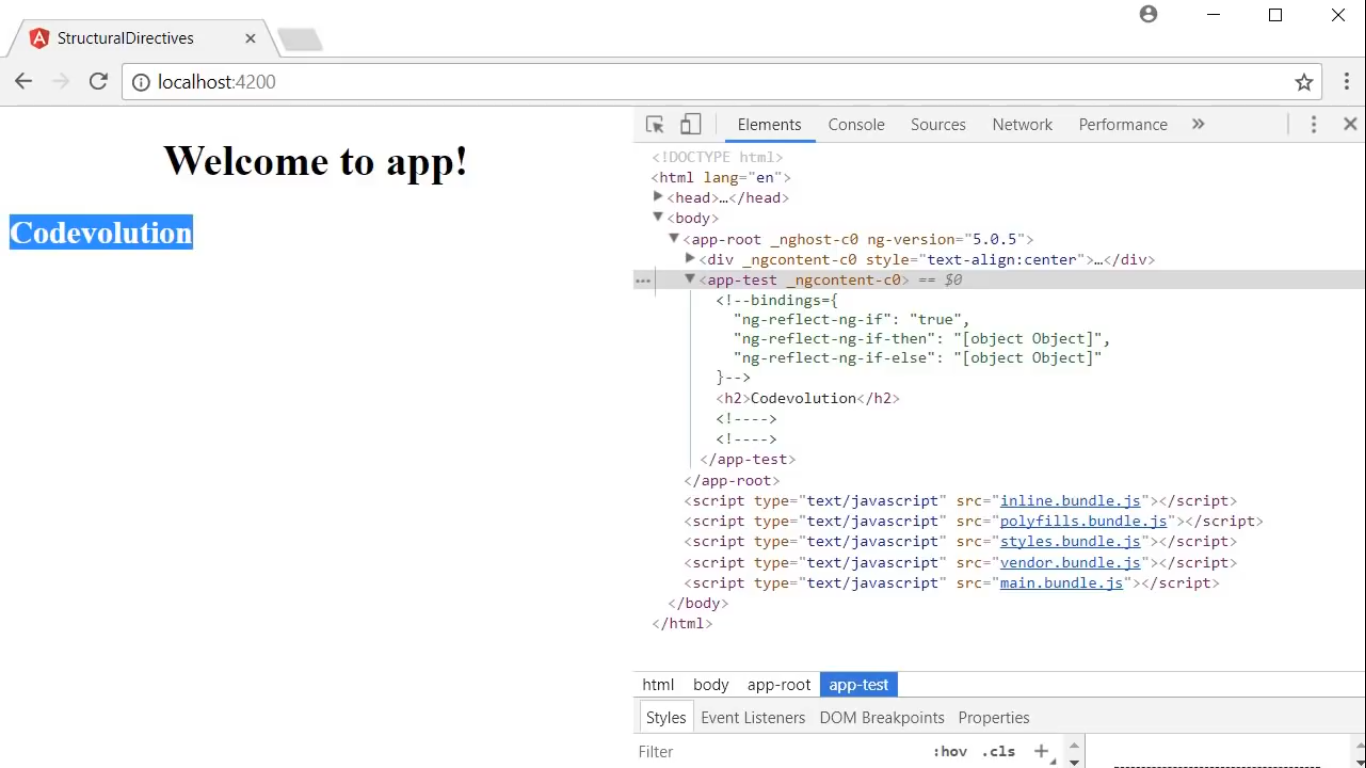 StructuralDirectives
localhost:4200
Welcome to app!
Codevolution
Elements Console Sources Network Performance »
<!DOCTYPE html>
<html lang="en">
<head>…</head>
<body>
<app-root _nghost-c0 ng-version="5.0.5">
<div _ngcontent-c0 style="text-align:center">…</div>
<app-test _ngcontent-c0> == $0
<!--bindings={
"ng-reflect-ng-if": "true",
"ng-reflect-ng-if-then": "[object Object]",
"ng-reflect-ng-if-else": "[object Object]"
}-->
<h2>Codevolution</h2>
<!---->
<!---->
</app-test>
</app-root>
<script type="text/javascript" src="inline.bundle.js"></script>
<script type="text/javascript" src="polyfills.bundle.js"></script>
<script type="text/javascript" src="styles.bundle.js"></script>
<script type="text/javascript" src="vendor.bundle.js"></script>
<script type="text/javascript" src="main.bundle.js"></script>
</body>
</html>
html body app-root app-test
Styles Event Listeners DOM Breakpoints Properties
Filter :hov .cls +